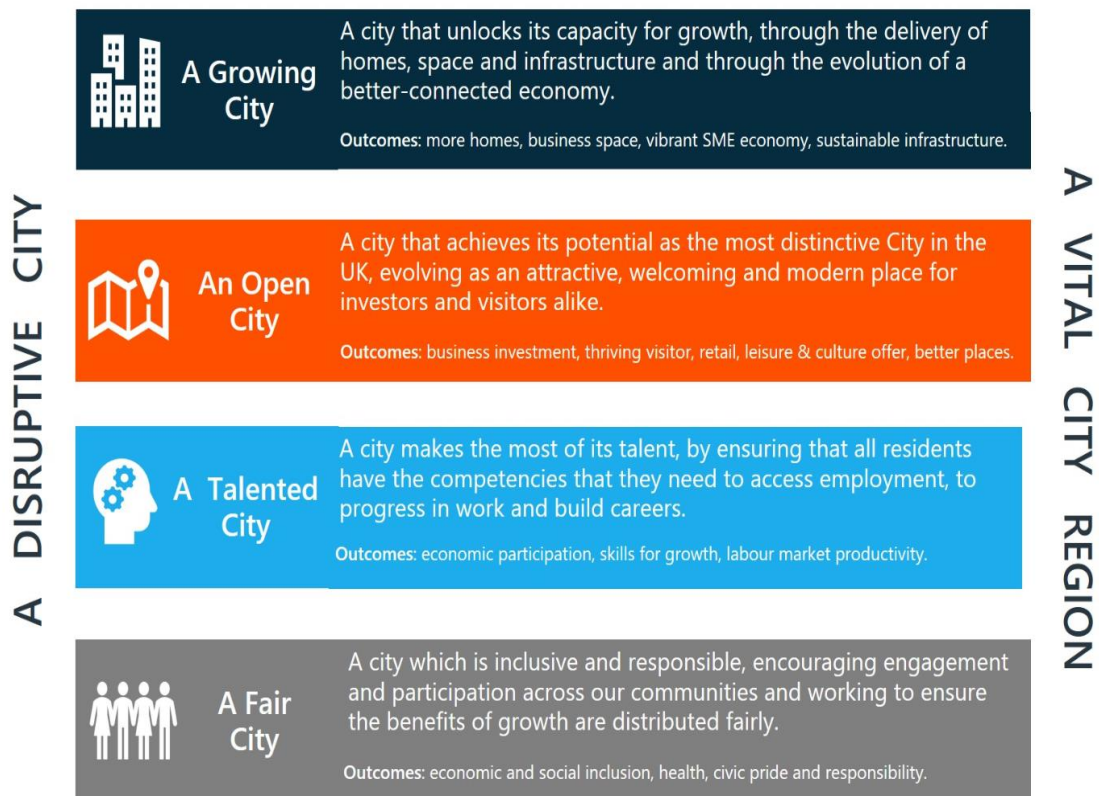 A DISRUPTIVE CITY
A Growing
City
A city that unlocks its capacity for growth, through the delivery of
homes, space and infrastructure and through the evolution of a
better-connected economy.
Outcomes: more homes, business space, vibrant SME economy, sustainable infrastructure.
An Open
City
A city that achieves its potential as the most distinctive City in the
UK, evolving as an attractive, welcoming and modern place for
investors and visitors alike.
Outcomes: business investment, thriving visitor, retail, leisure & culture offer, better places.
A Talented
City
A city makes the most of its talent, by ensuring that all residents
have the competencies that they need to access employment, to
progress in work and build careers.
Outcomes: economic participation, skills for growth, labour market productivity.
A Fair
City
A city which is inclusive and responsible, encouraging engagement
and participation across our communities and working to ensure
the benefits of growth are distributed fairly.
Outcomes: economic and social inclusion, health, civic pride and responsibility.
A VITAL CITY REGION